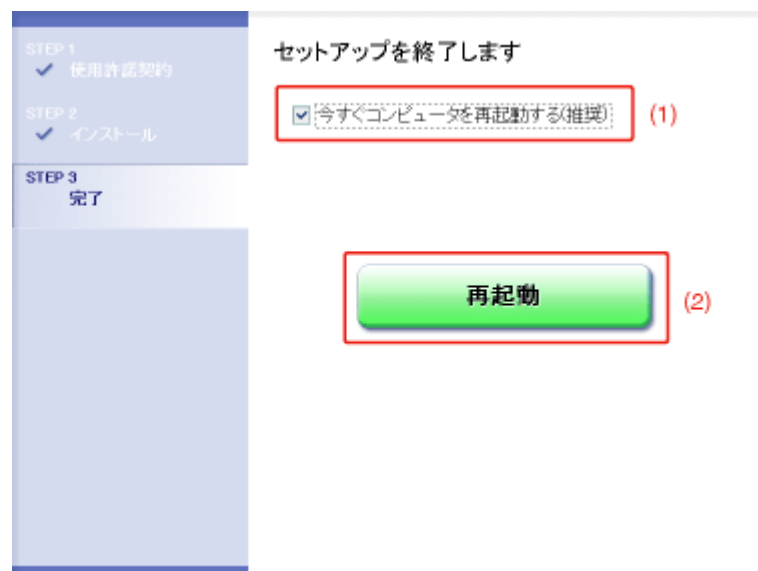 STEP 1
使用許諾契約
STEP 2
インストール
STEP 3
完了
セットアップを終了します
今すぐコンピュータを再起動する(推奨)
(1)
再起動
(2)